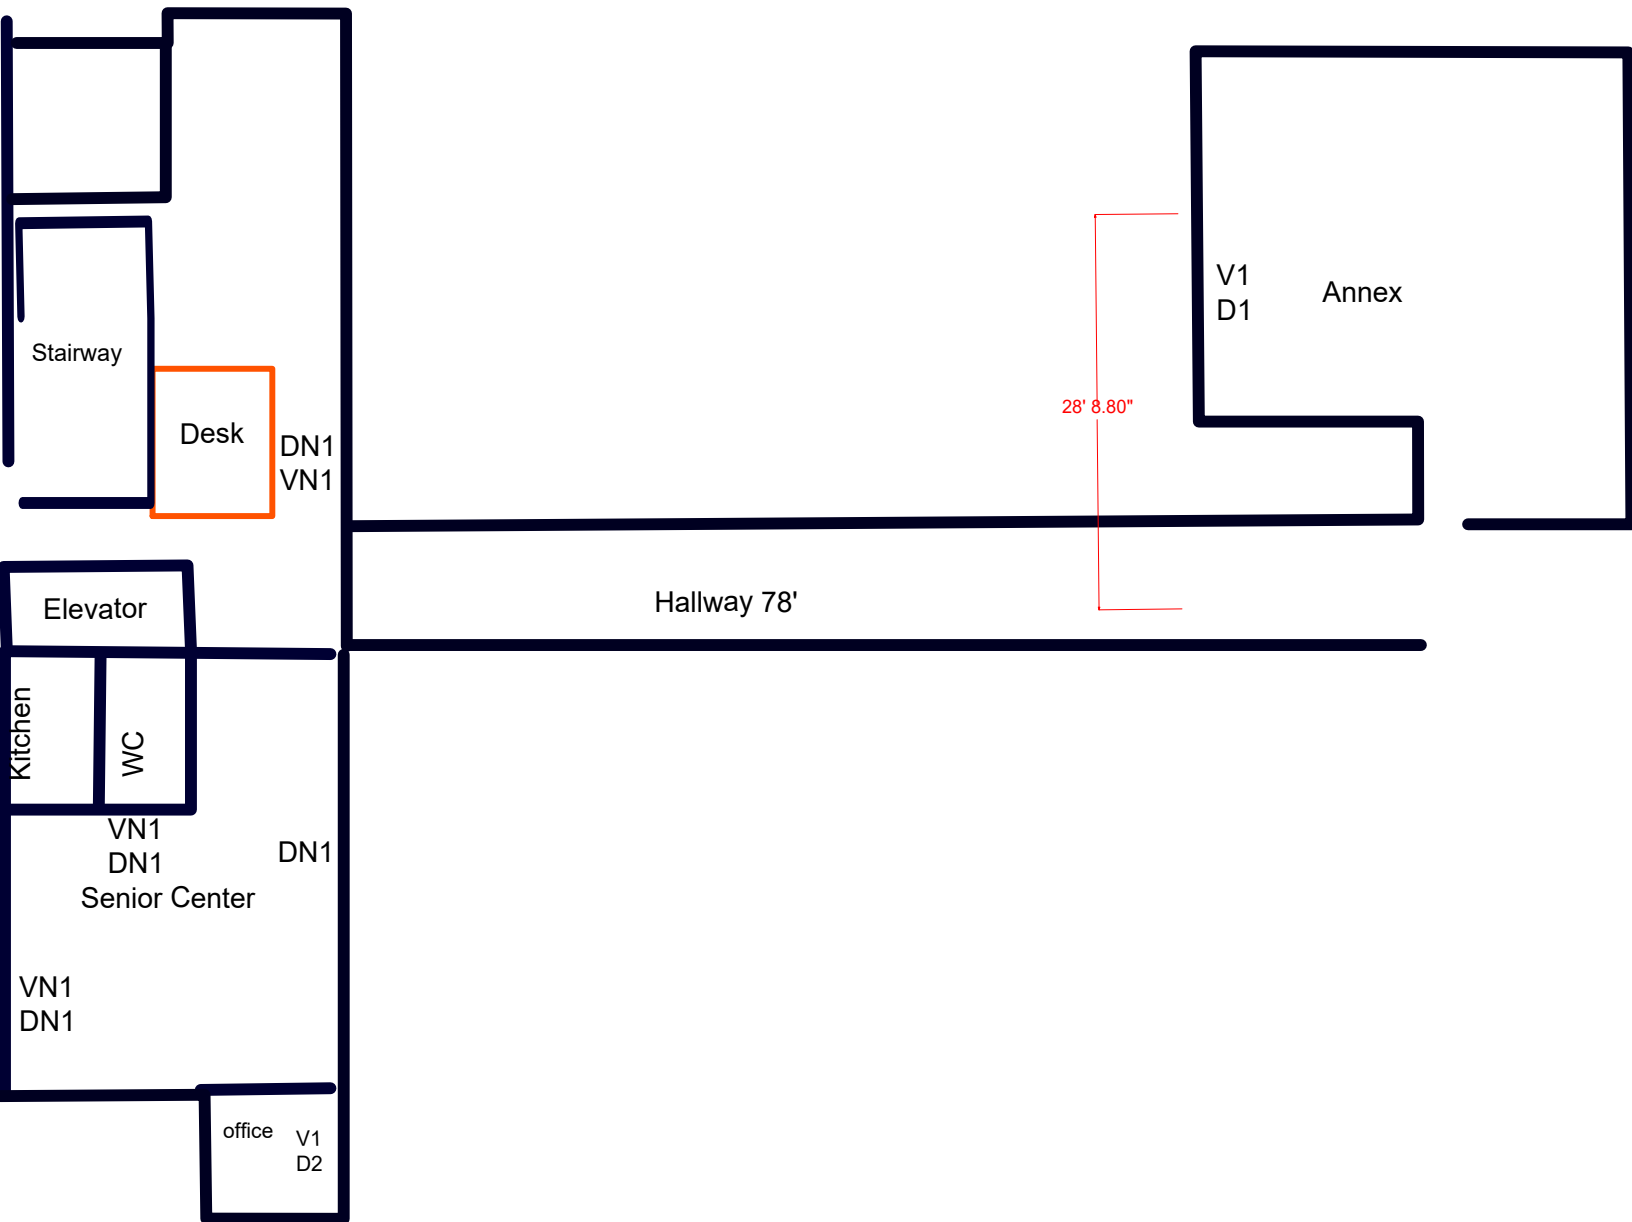 V1
D1
Annex
Stairway
28' 8.80"
Desk
DN1
VN1
Elevator
Hallway 78'
Kitchen
WC
VN1
DN1
Senior Center
DN1
VN1
DN1
office
V1
D2